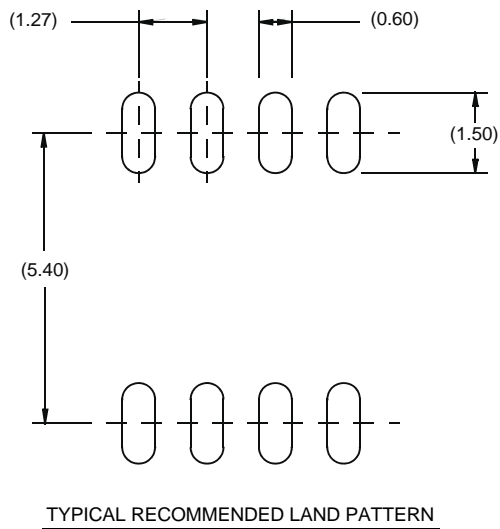 (1.27)
(0.60)
(1.50)
(5.40)
TYPICAL RECOMMENDED LAND PATTERN